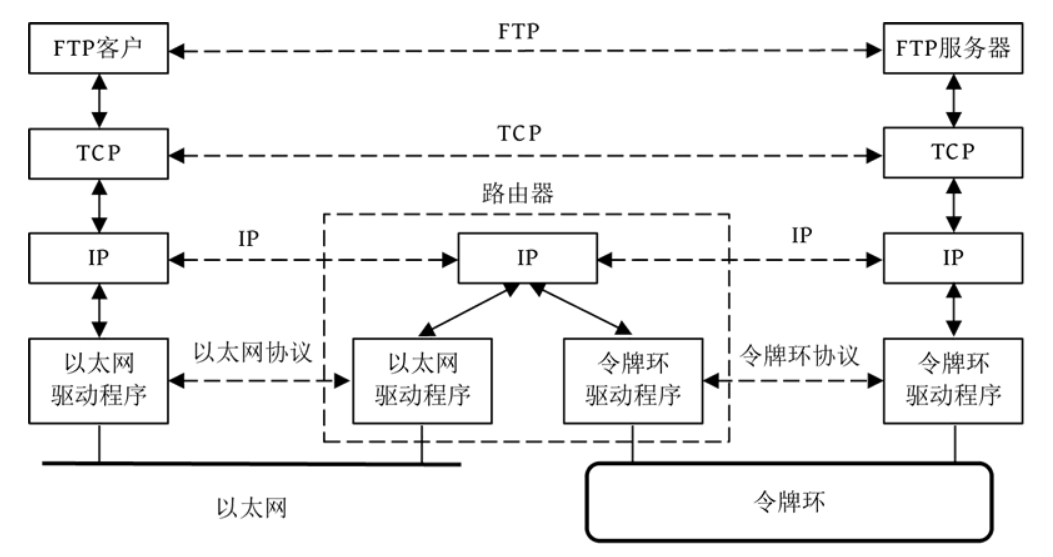 FTP
FTP客户
FTP服务器
TCP
TCP
TCP
路由器
IP
IP
IP
IP
IP
以太网
驱动程序
以太网协议
以太网
驱动程序
令牌环
驱动程序
令牌环协议
令牌环
驱动程序
以太网
令牌环